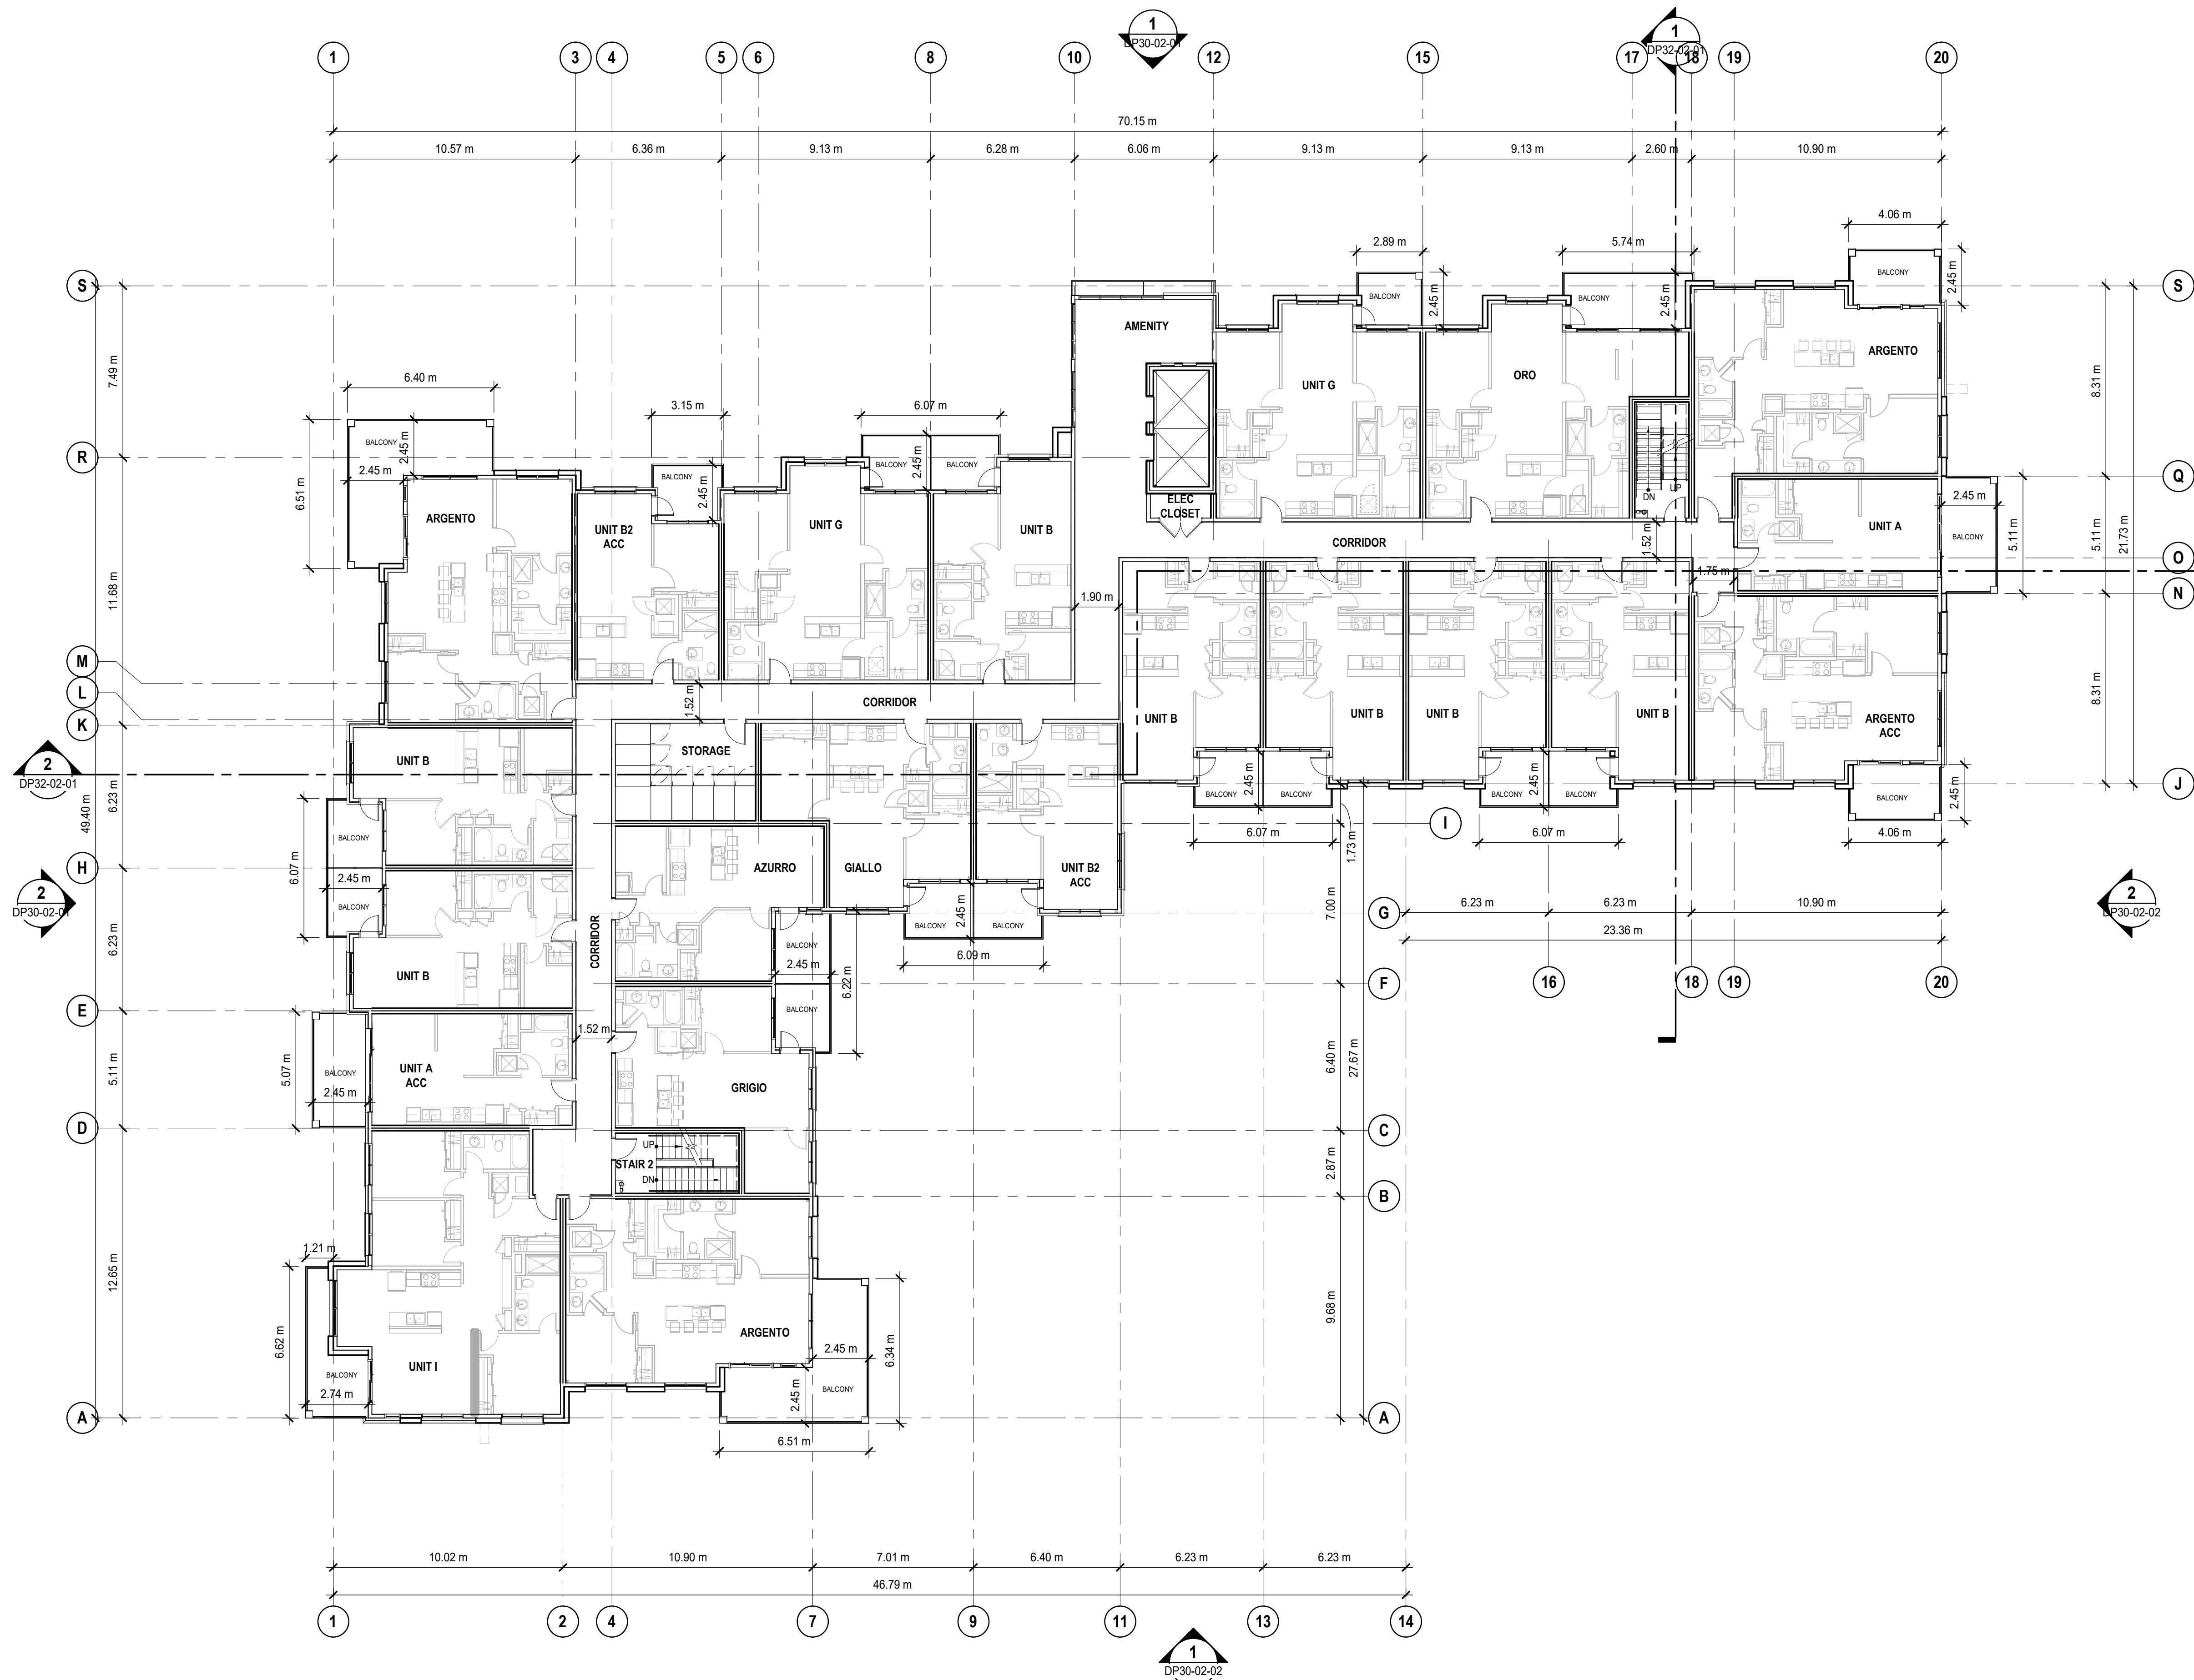 1
DP30-02-01
1
DP32-02-01
1
3
4
5
6
8
10
12
15
17
18
19
20
70.15 m
10.57 m
6.36 m
9.13 m
6.28 m
6.06 m
9.13 m
9.13 m
2.60 m
10.90 m
4.06 m
2.89 m
5.74 m
S
BALCONY
2.45 m
S
BALCONY
2.45 m
BALCONY
2.45 m
AMENITY
7.49 m
ARGENTO
8.31 m
6.40 m
UNIT G
ORO
3.15 m
6.07 m
R
BALCONY
2.45 m
2.45 m
6.51 m
BALCONY
2.45 m
BALCONY
2.45 m
BALCONY
Q
DN
UP
2.45 m
ELEC
CLOSET
ARGENTO
UNIT B2
ACC
UNIT G
UNIT B
UNIT A
BALCONY
5.11 m
5.11 m
21.73 m
CORRIDOR
1.52 m
O
1.75 m
N
11.68 m
1.90 m
M
L
K
8.31 m
1.52 m
CORRIDOR
UNIT B
UNIT B
UNIT B
UNIT B
ARGENTO
ACC
2
DP32-02-01
UNIT B
STORAGE
J
49.40 m
6.23 m
BALCONY
2.45 m
BALCONY
BALCONY
2.45 m
BALCONY
BALCONY
2.45 m
6.07 m
6.07 m
4.06 m
I
1.73 m
BALCONY
6.07 m
2.45 m
BALCONY
H
AZURRO
GIALLO
UNIT B2
ACC
2
DP30-02-01
2
DP30-02-02
7.00 m
G
6.23 m
6.23 m
10.90 m
23.36 m
BALCONY
2.45 m
BALCONY
6.09 m
6.23 m
CORRIDOR
BALCONY
2.45 m
6.22 m
UNIT B
F
16
18
19
20
E
BALCONY
1.52 m
UNIT A
ACC
BALCONY
2.45 m
5.07 m
5.11 m
GRIGIO
6.40 m
27.67 m
D
C
UP
STAIR 2
DN
2.87 m
B
1.21 m
12.65 m
6.62 m
9.68 m
ARGENTO
UNIT I
BALCONY
2.74 m
2.45 m
2.45 m
BALCONY
6.34 m
A
A
6.51 m
10.02 m
10.90 m
7.01 m
6.40 m
6.23 m
6.23 m
46.79 m
1
2
4
7
9
11
13
14
1
DP30-02-02